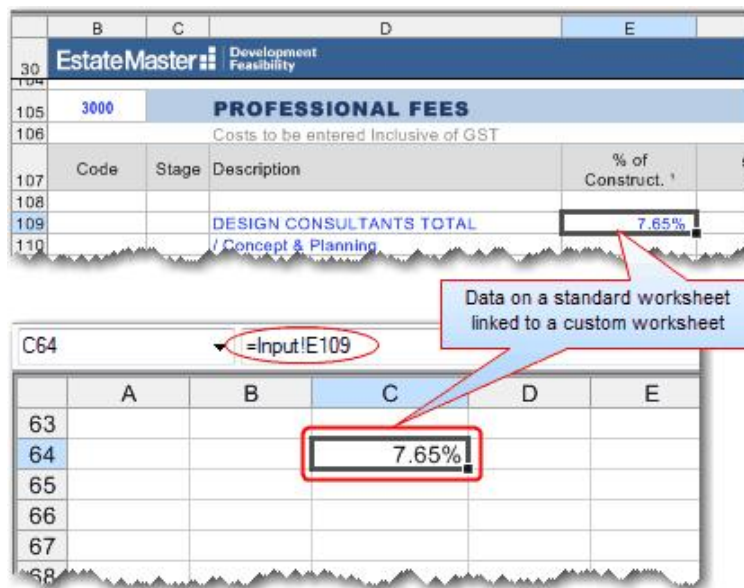 B C D E
30 EstateMaster Development
Feasibility
104
105 3000 PROFESSIONAL FEES
106 Costs to be entered Inclusive of GST
107 Code Stage Description % of
Construct. ¹
108
109 DESIGN CONSULTANTS TOTAL 7.65%
110 / Concept & Planning
Data on a standard worksheet
linked to a custom worksheet
C64 =Input!E109
A B C D E
63
64 7.65%
65
66
67
68